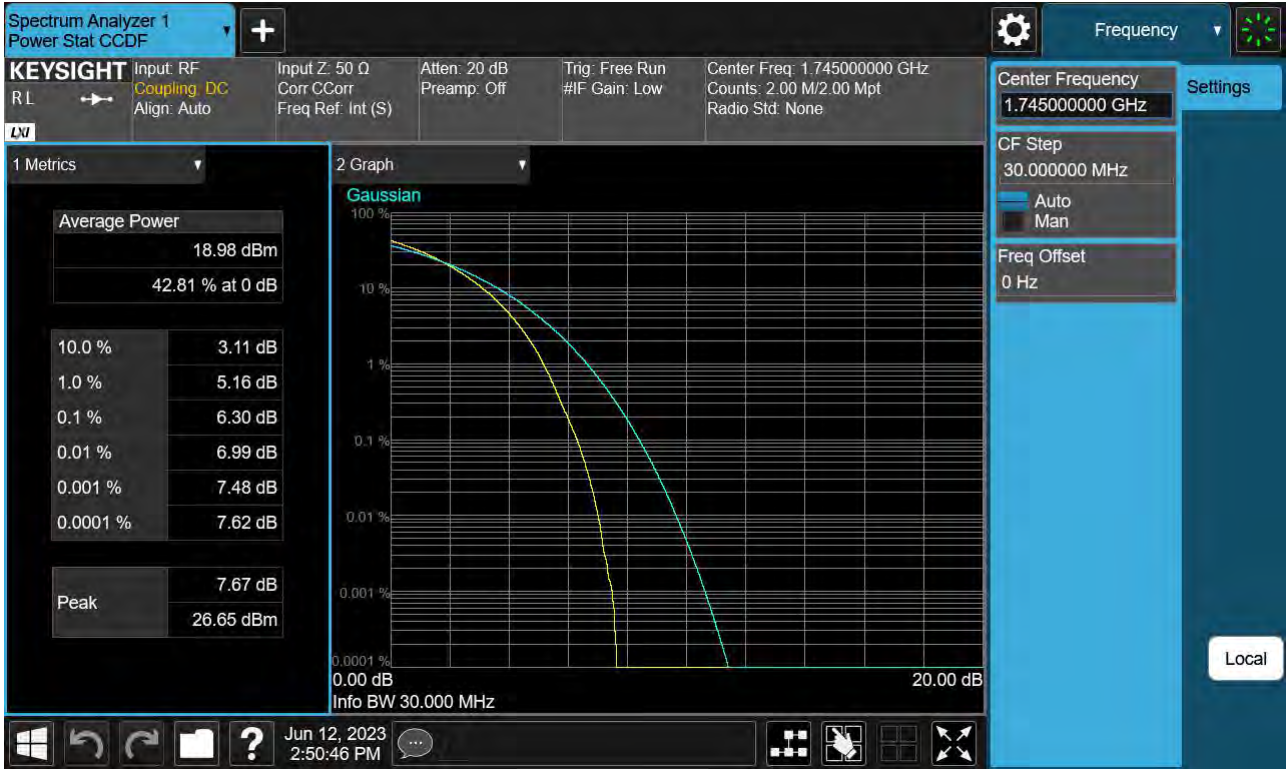 Spectrum Analyzer 1
Power Stat CCDF
+
Frequency
KEYSIGHT
R L
LXI
Input: RF
Coupling: DC
Align: Auto
Input Z: 50 Ω
Corr CCorr
Freq Ref: Int (S)
Atten: 20 dB
Preamp: Off
Trig: Free Run
#IF Gain: Low
Center Freq: 1.745000000 GHz
Counts: 2.00 M/2.00 Mpt
Radio Std: None
Center Frequency
1.745000000 GHz
Settings
CF Step
30.000000 MHz
Auto
Man
Freq Offset
0 Hz
1 Metrics
Average Power
18.98 dBm
42.81 % at 0 dB
10.0 % 3.11 dB
1.0 % 5.16 dB
0.1 % 6.30 dB
0.01 % 6.99 dB
0.001 % 7.48 dB
0.0001 % 7.62 dB
Peak
7.67 dB
26.65 dBm
2 Graph
Gaussian
100 %
10 %
1 %
0.1 %
0.01 %
0.001 %
0.0001 %
0.00 dB 20.00 dB
Info BW 30.000 MHz
Local
?
Jun 12, 2023
2:50:46 PM